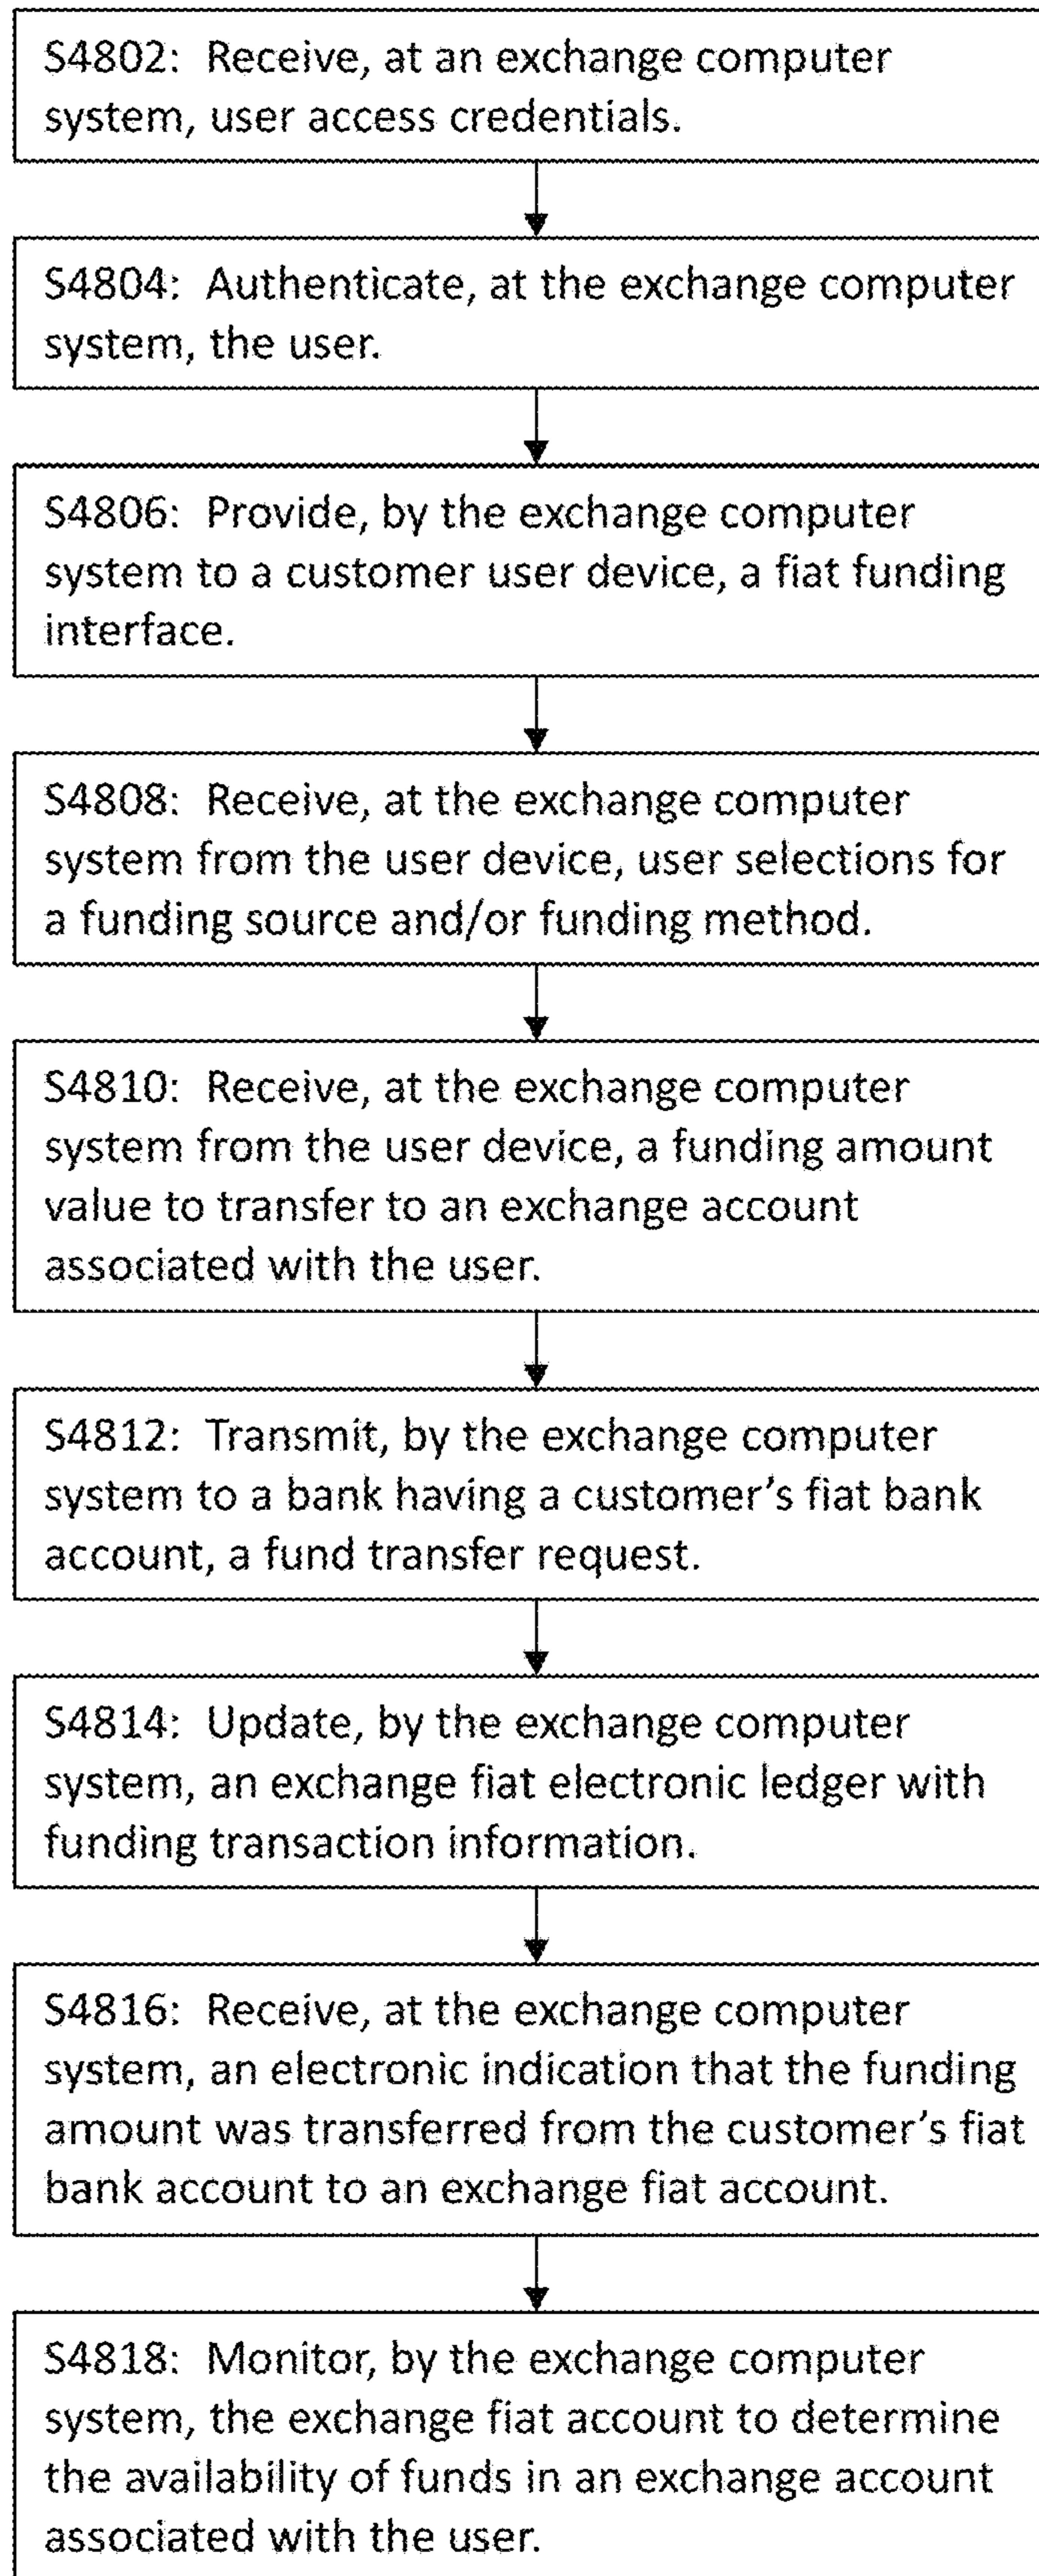 S4802: Receive, at an exchange computer
system, user access credentials.
S4804: Authenticate, at the exchange computer
system, the user.
S4806: Provide, by the exchange computer
system to a customer user device, a fiat funding
interface.
S4808: Receive, at the exchange computer
system from the user device, user selections for
a funding source and/or funding method.
S4810: Receive, at the exchange computer
system from the user device, a funding amount
value to transfer to an exchange account
associated with the user.
S4812: Transmit, by the exchange computer
system to a bank having a customer’s fiat bank
account, a fund transfer request.
S4814: Update, by the exchange computer
system, an exchange fiat electronic ledger with
funding transaction information.
S4816: Receive, at the exchange computer
system, an electronic indication that the funding
amount was transferred from the customer’s fiat
bank account to an exchange fiat account.
S4818: Monitor, by the exchange computer
system, the exchange fiat account to determine
the availability of funds in an exchange account
associated with the user.